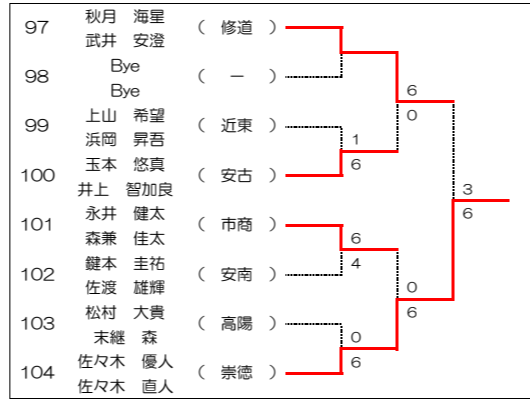 97 秋月 海星 武井 安澄 ( 修道 )
98 Bye Bye ( ー )
6
0
99 上山 希望 浜岡 昇吾 ( 近東 )
1
6
100 玉本 悠真 井上 智加良 ( 安古 )
3
6
101 永井 健太 森兼 佳太 ( 市商 )
6
4
102 鍵本 圭祐 佐渡 雄輝 ( 安南 )
0
6
103 松村 大貴 末継 森 ( 高陽 )
0
6
104 佐々木 優人 佐々木 直人 ( 崇徳 )